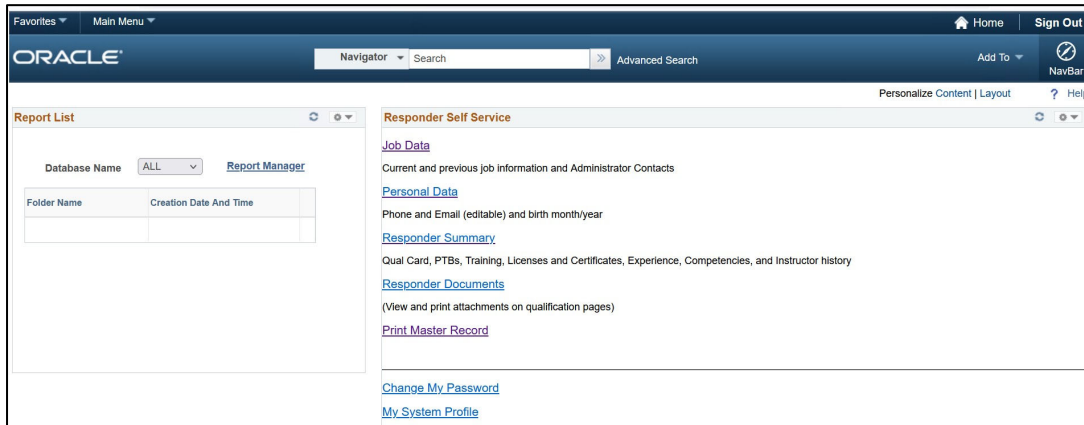 Favorites Main Menu Home Sign Out
ORACLE Navigator Search Advanced Search Add To NavBar
Personalize Content | Layout ? Help
Report List
Database Name ALL Report Manager
Folder Name Creation Date And Time
Responder Self Service
Job Data
Current and previous job information and Administrator Contacts
Personal Data
Phone and Email (editable) and birth month/year
Responder Summary
Qual Card, PTBs, Training, Licenses and Certificates, Experience, Competencies, and Instructor history
Responder Documents
(View and print attachments on qualification pages)
Print Master Record
Change My Password
My System Profile